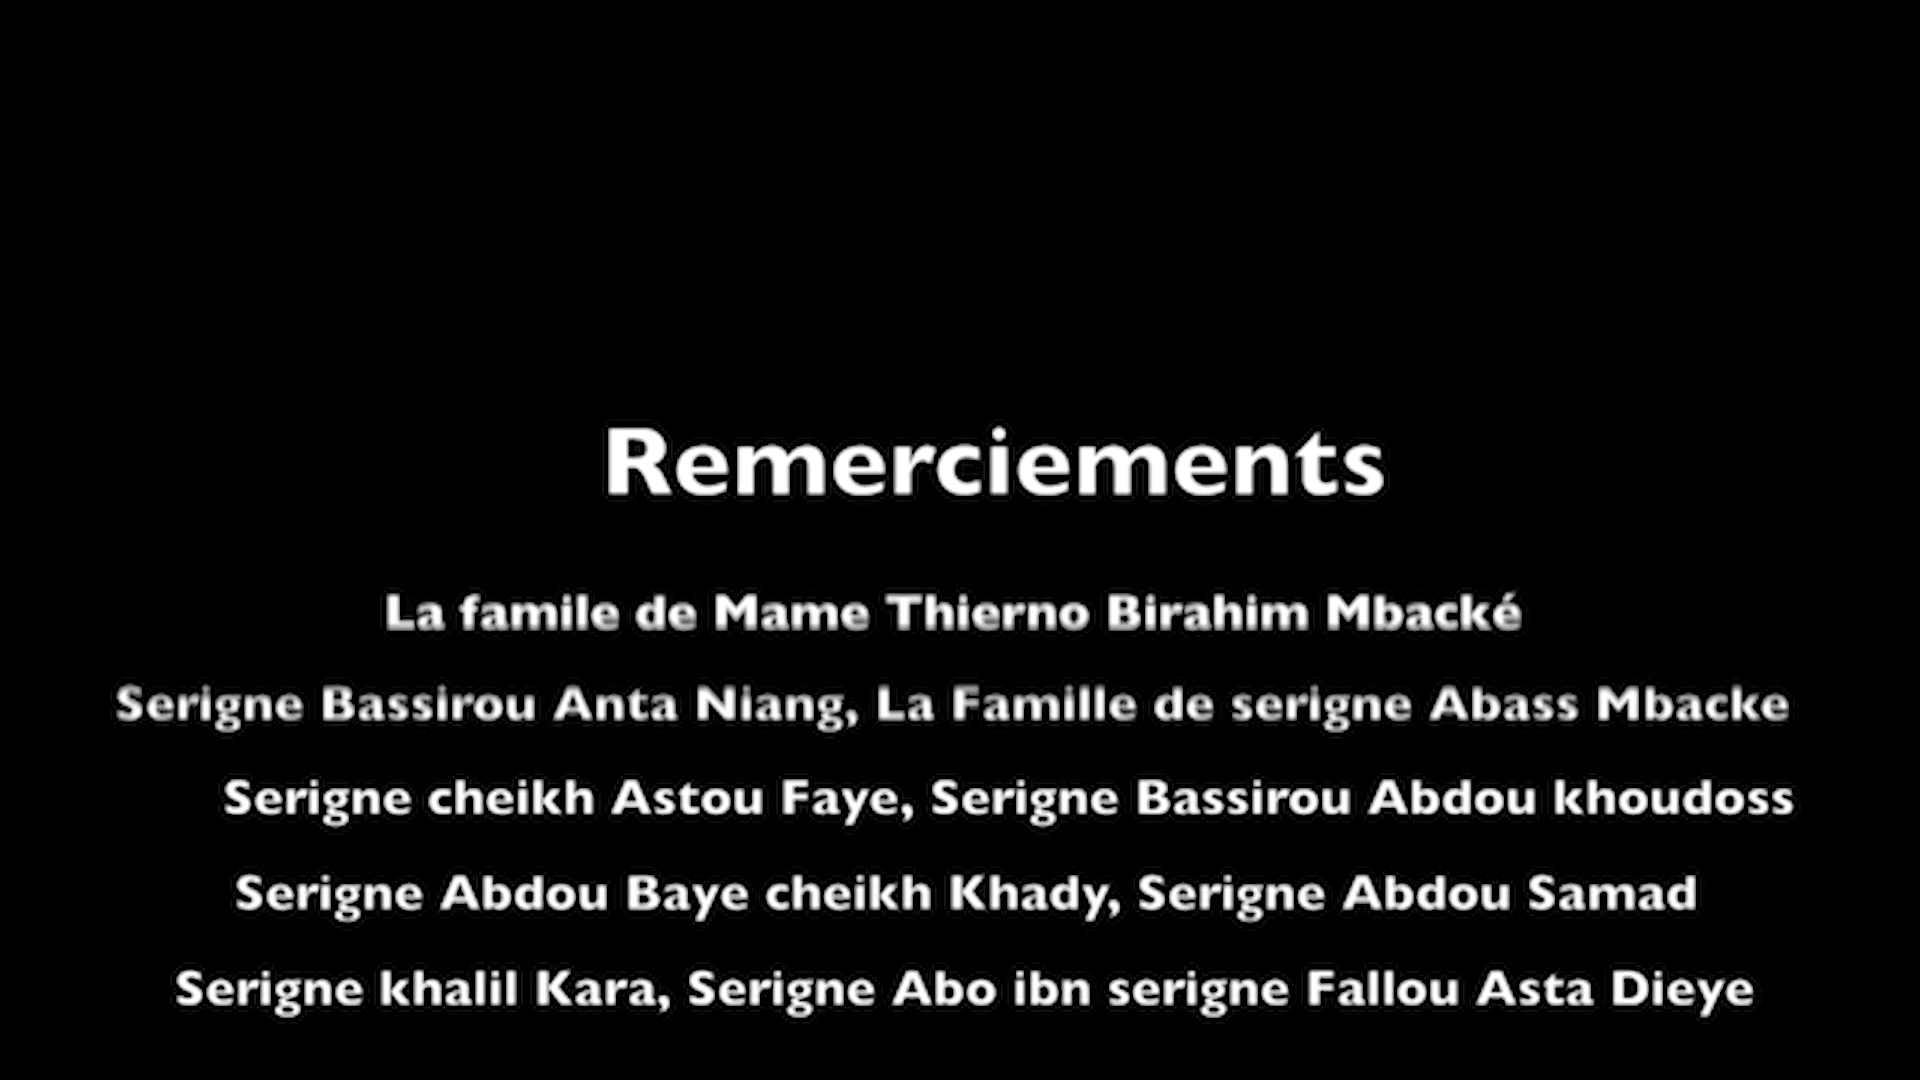 Remerciements
La famile de Mame Thierno Birahim Mbacké
Serigne Bassirou Anta Niang, La Famille de serigne Abass Mbacke
Serigne cheikh Astou Faye, Serigne Bassirou Abdou khoudoss
Serigne Abdou Baye cheikh Khady, Serigne Abdou Samad
Serigne khalil Kara, Serigne Abo ibn serigne Fallou Asta Dieye